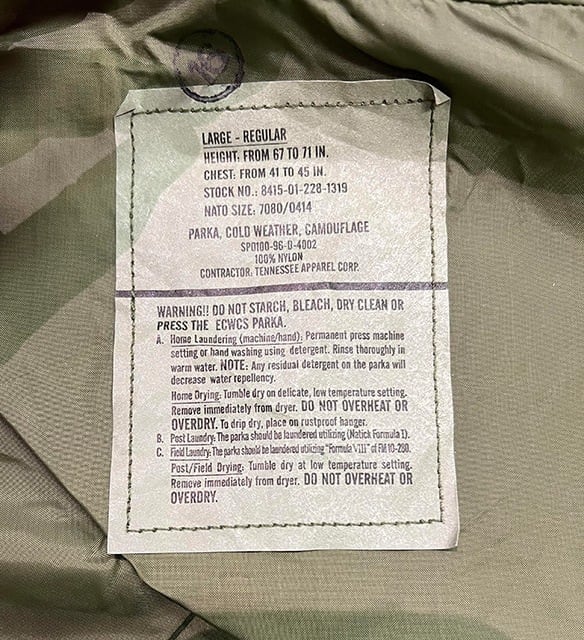 LARGE - REGULAR
HEIGHT: FROM 67 TO 71 IN.
CHEST: FROM 41 TO 45 IN.
STOCK NO.: 8415-01-228-1319
NATO SIZE: 7080/0414
PARKA, COLD WEATHER, CAMOUFLAGE
SPO100-96-D-4002
100% NYLON
CONTRACTOR: TENNESSEE APPAREL CORP.
WARNING!! DO NOT STARCH, BLEACH, DRY CLEAN OR
PRESS THE ECWCS PARKA.
A. Home Laundering (machine/hand): Permanent press machine
setting or hand washing using detergent. Rinse thoroughly in
warm water. NOTE: Any residual detergent on the parka will
decrease water repellency.
Home Drying: Tumble dry on delicate, low temperature setting.
Remove immediately from dryer. DO NOT OVERHEAT OR
OVERDRY. To drip dry, place on rustproof hanger.
B. Post Laundry: The parka should be laundered utilizing (Natick Formula 1).
C. Field Laundry: The parka should be laundered utilizing "Formula VIII" of FM 10-280.
Post/Field Drying: Tumble dry at low temperature setting.
Remove immediately from dryer. DO NOT OVERHEAT OR
OVERDRY.